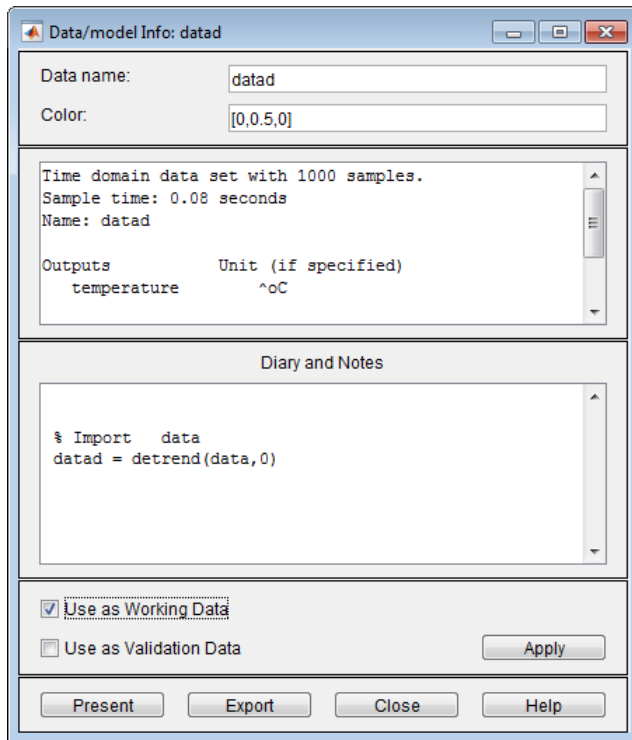 Data/model Info: datad
Data name: datad
Color: [0,0.5,0]
Time domain data set with 1000 samples.
Sample time: 0.08 seconds
Name: datad
Outputs Unit (if specified)
temperature ^oC
Diary and Notes
% Import data
datad = detrend(data,0)
Use as Working Data
Use as Validation Data Apply
Present Export Close Help